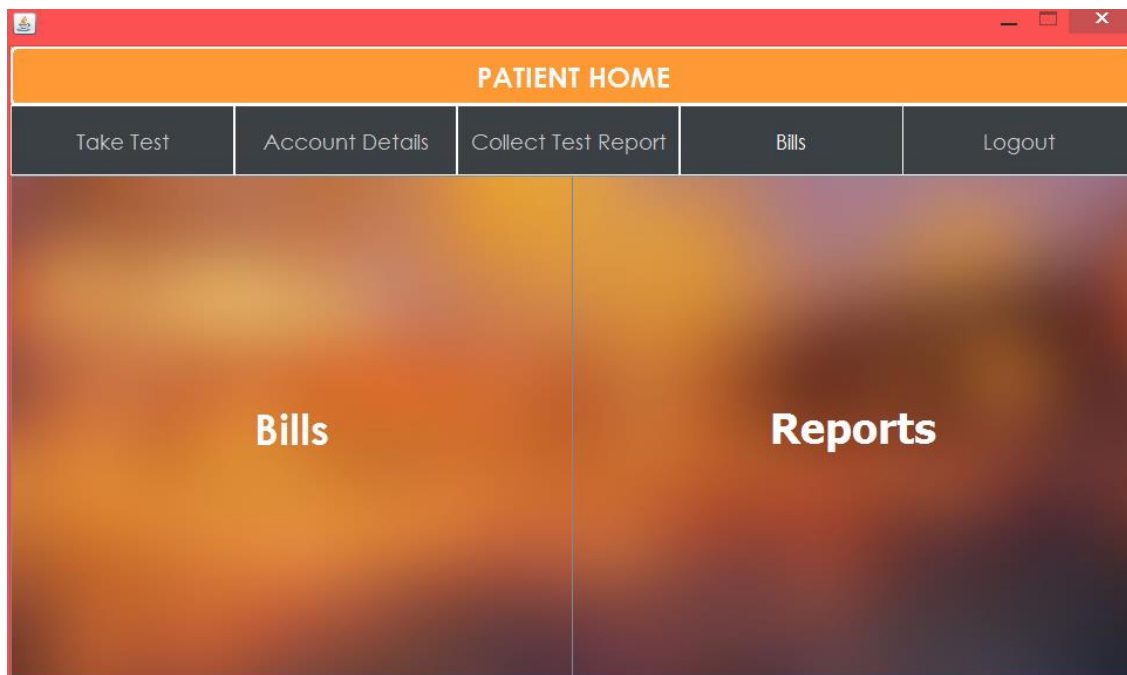 PATIENT HOME
Take Test Account Details Collect Test Report Bills Logout
Bills Reports